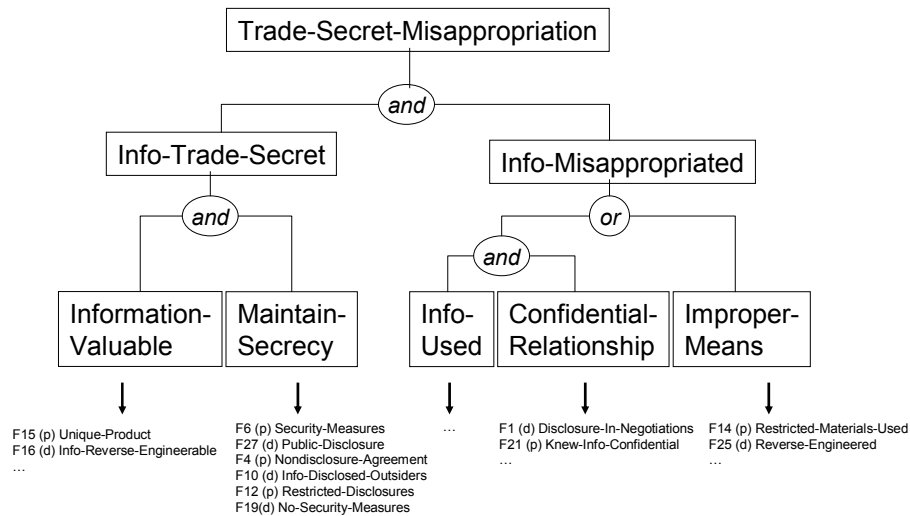 Trade-Secret-Misappropriation
and
Info-Trade-Secret
Info-Misappropriated
and
or
and
Information-
Valuable
Maintain-
Secrecy
Info-
Used
Confidential-
Relationship
Improper-
Means
F15 (p) Unique-Product
F16 (d) Info-Reverse-Engineerable
…
F6 (p) Security-Measures
F27 (d) Public-Disclosure
F4 (p) Nondisclosure-Agreement
F10 (d) Info-Disclosed-Outsiders
F12 (p) Restricted-Disclosures
F19(d) No-Security-Measures
…
F1 (d) Disclosure-In-Negotiations
F21 (p) Knew-Info-Confidential
…
F14 (p) Restricted-Materials-Used
F25 (d) Reverse-Engineered
…